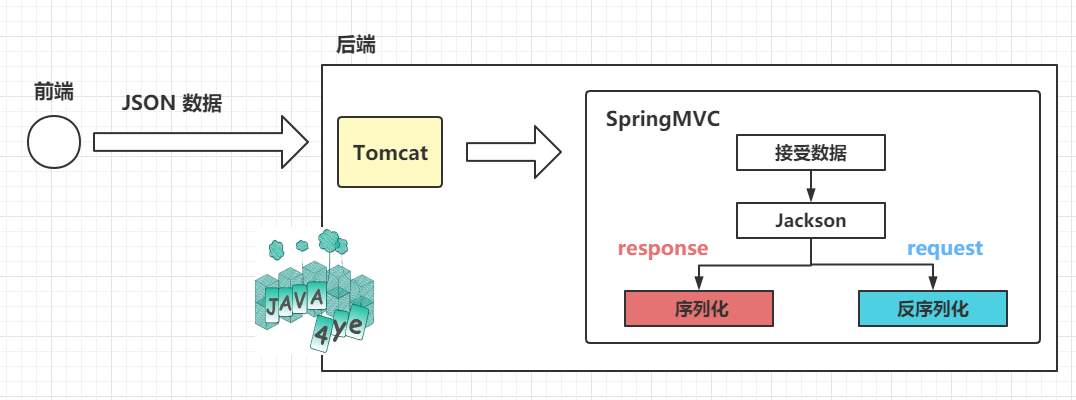 后端
前端
JSON 数据
Tomcat
SpringMVC
接受数据
Jackson
response
request
序列化
反序列化
JAVA
4ye